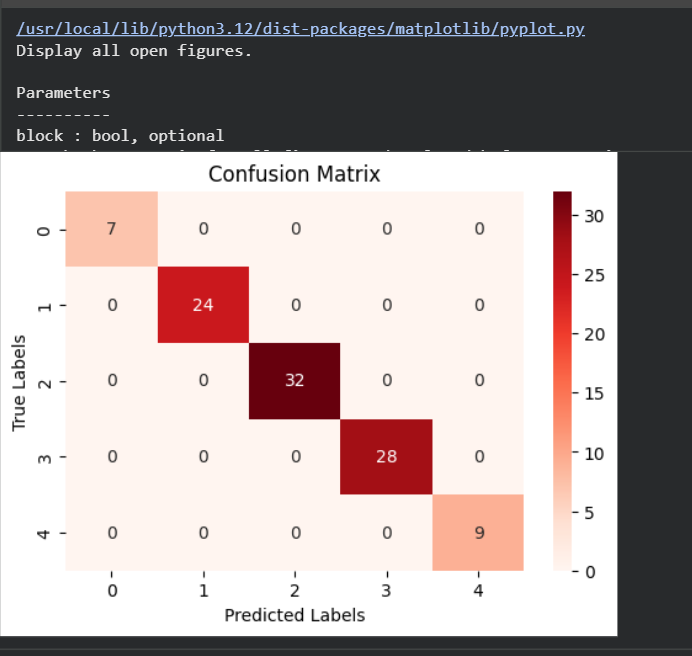 /usr/local/lib/python3.12/dist-packages/matplotlib/pyplot.py
Display all open figures.
Parameters
----------
block : bool, optional
Confusion Matrix
0 7 0 0 0 0
1 0 24 0 0 0
2 0 0 32 0 0
3 0 0 0 28 0
4 0 0 0 0 9
0 1 2 3 4
Predicted Labels
True Labels
30
25
20
15
10
5
0